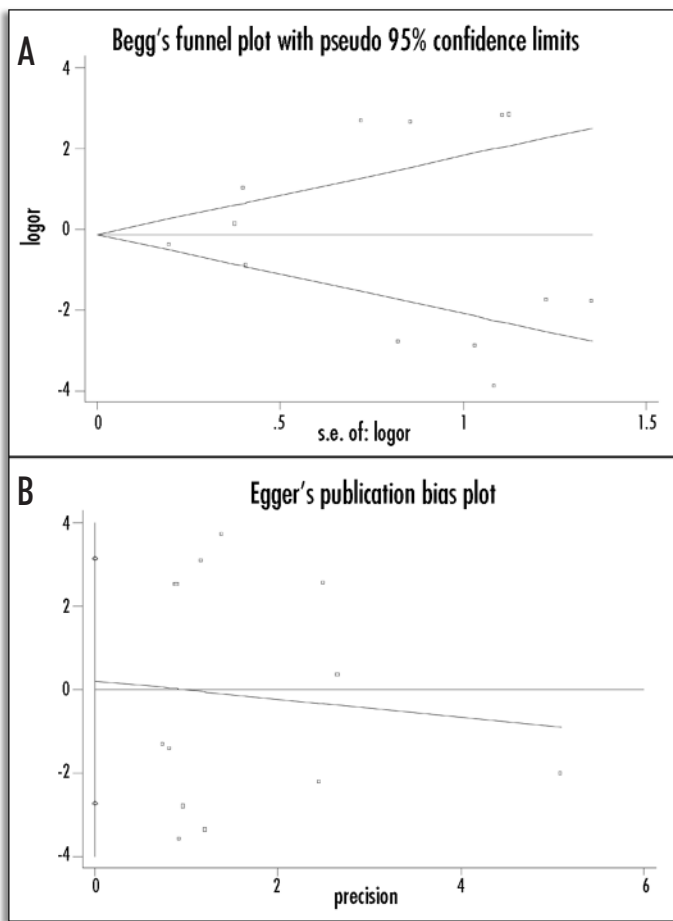 A
Begg's funnel plot with pseudo 95% confidence limits
4
2
0
-2
-4
logor
0 .5 1 1.5
s.e. of: logor
B
Egger's publication bias plot
4
2
0
-2
-4
0 2 4 6
precision